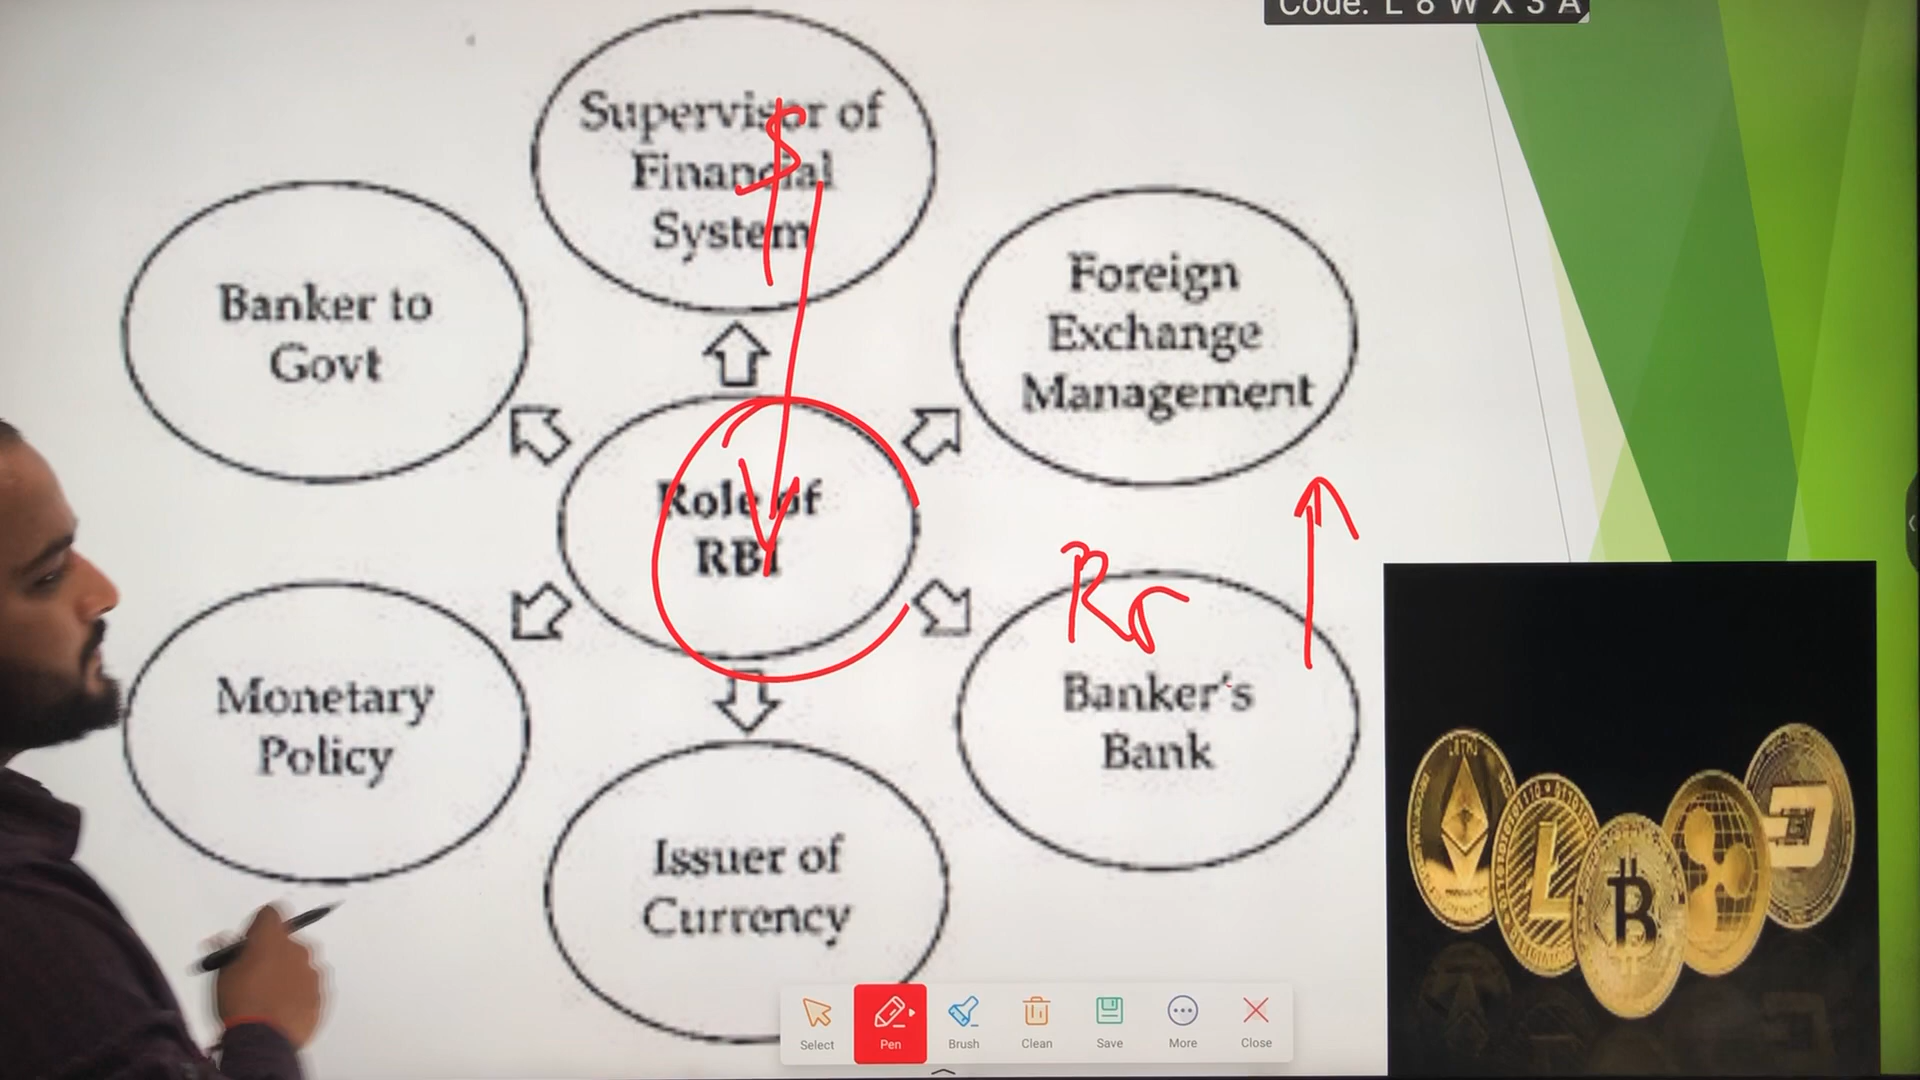 Code: L 8 W X 3 A
Supervisor of
Financial
System
$
Banker to
Govt
Foreign
Exchange
Management
Role of
RBI
Rs
Monetary
Policy
Banker's
Bank
Issuer of
Currency
Select
Pen
Brush
Clean
Save
More
Close